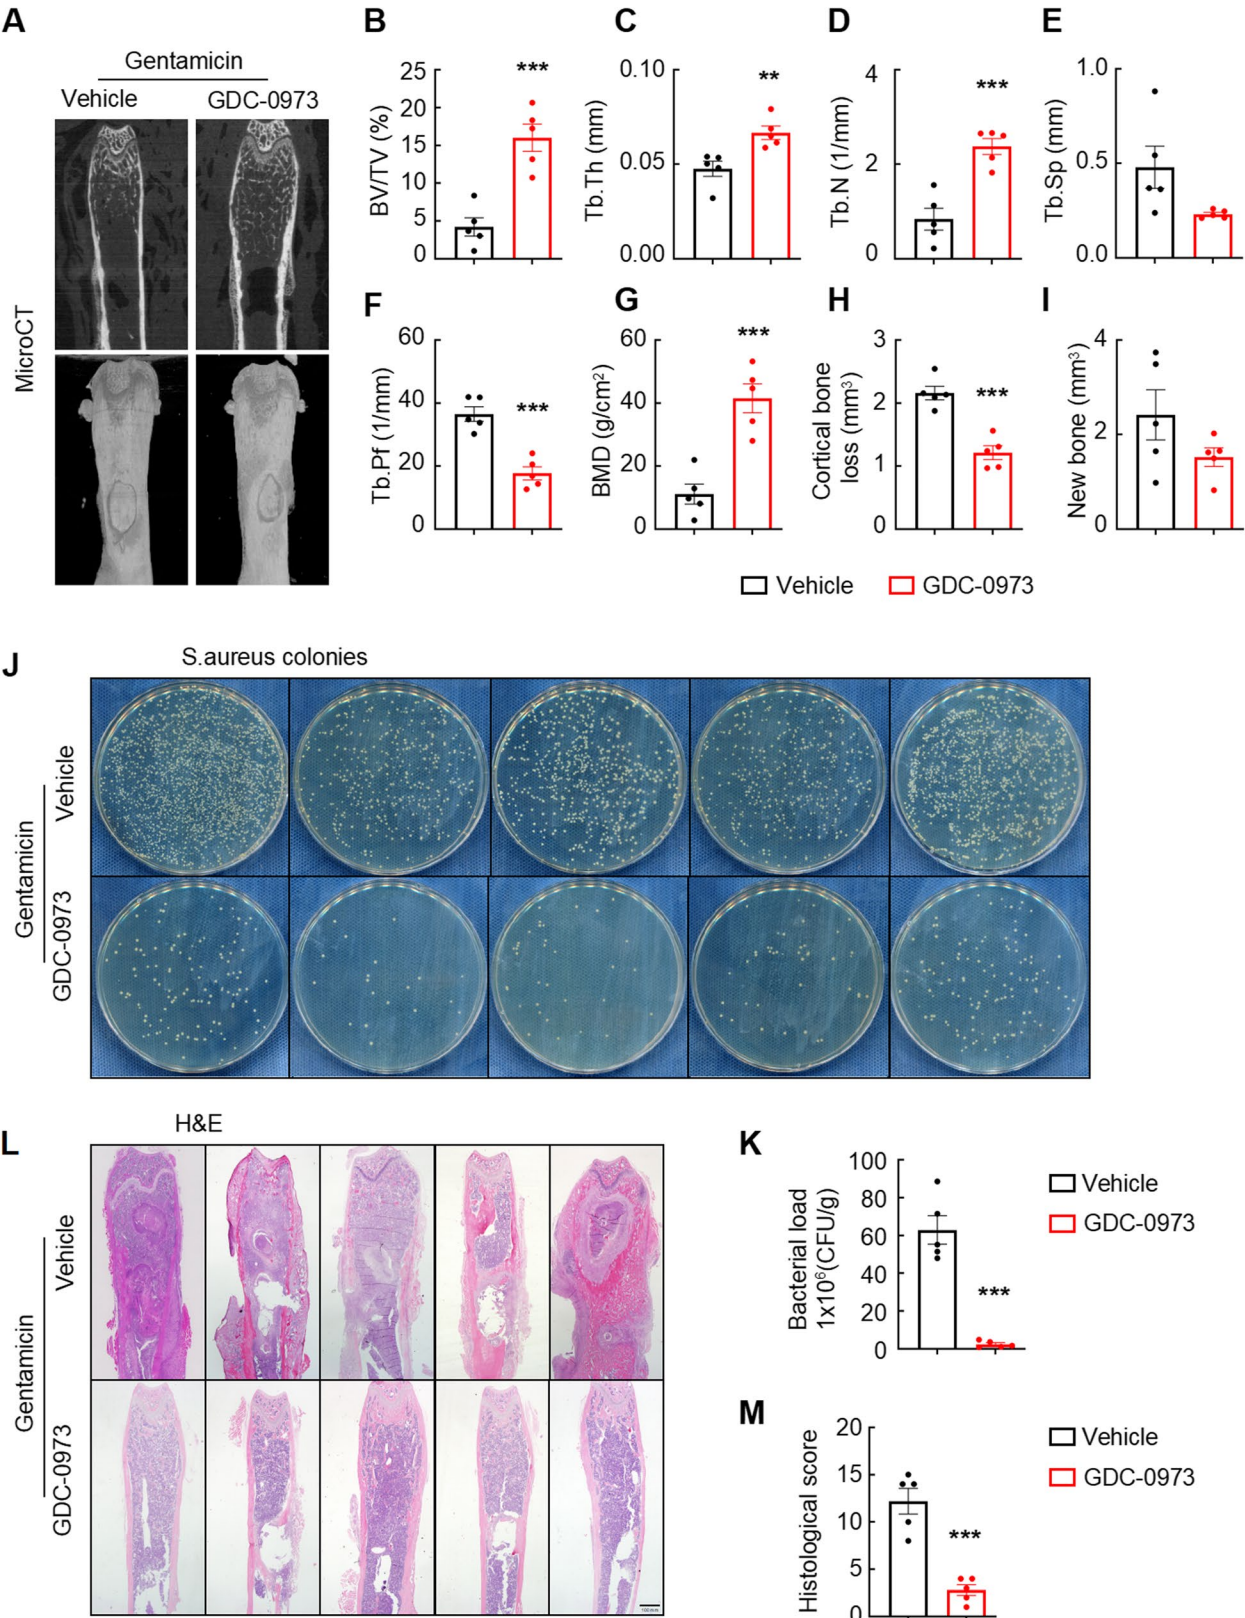 A
Gentamicin
Vehicle GDC-0973
MicroCT
B
BV/TV (%)
25
20
15
10
5
0
***
C
Tb.Th (mm)
0.10
0.05
0.00
**
D
Tb.N (1/mm)
4
2
0
***
E
Tb.Sp (mm)
1.0
0.5
0.0
F
Tb.Pf (1/mm)
60
40
20
0
***
G
BMD (g/cm²)
60
40
20
0
***
H
Cortical bone
loss (mm³)
3
2
1
0
***
I
New bone (mm³)
4
2
0
Vehicle GDC-0973
J
S.aureus colonies
Gentamicin
Vehicle
GDC-0973
L
H&E
Gentamicin
Vehicle
GDC-0973
K
Bacterial load
1x10⁶(CFU/g)
100
80
60
40
20
0
***
Vehicle
GDC-0973
M
Histological score
20
15
10
5
0
***
Vehicle
GDC-0973